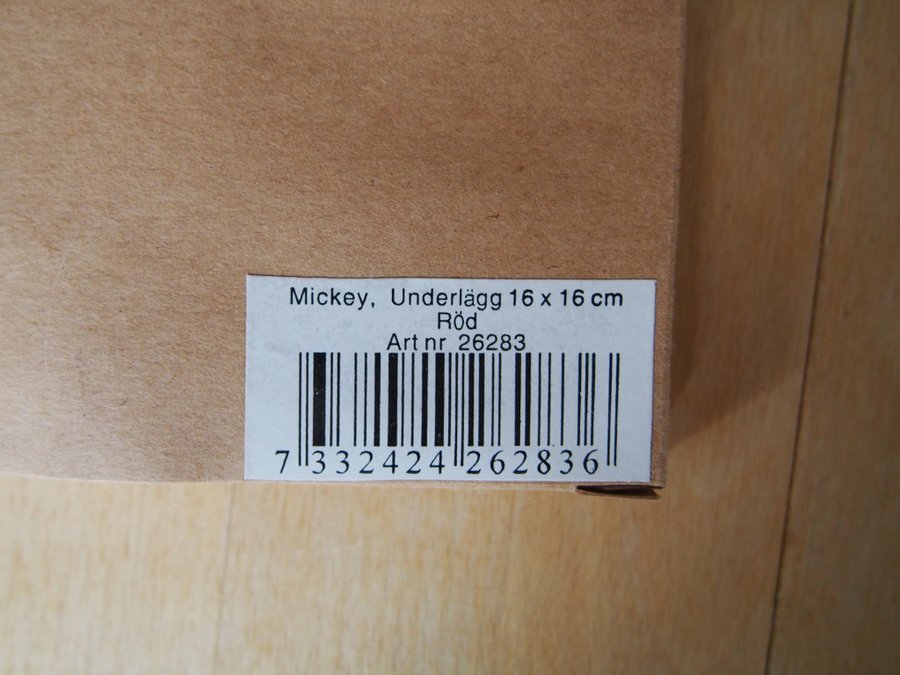 Mickey, Underlägg 16 x 16 cm
Röd
Art nr 26283
7 332424 262836